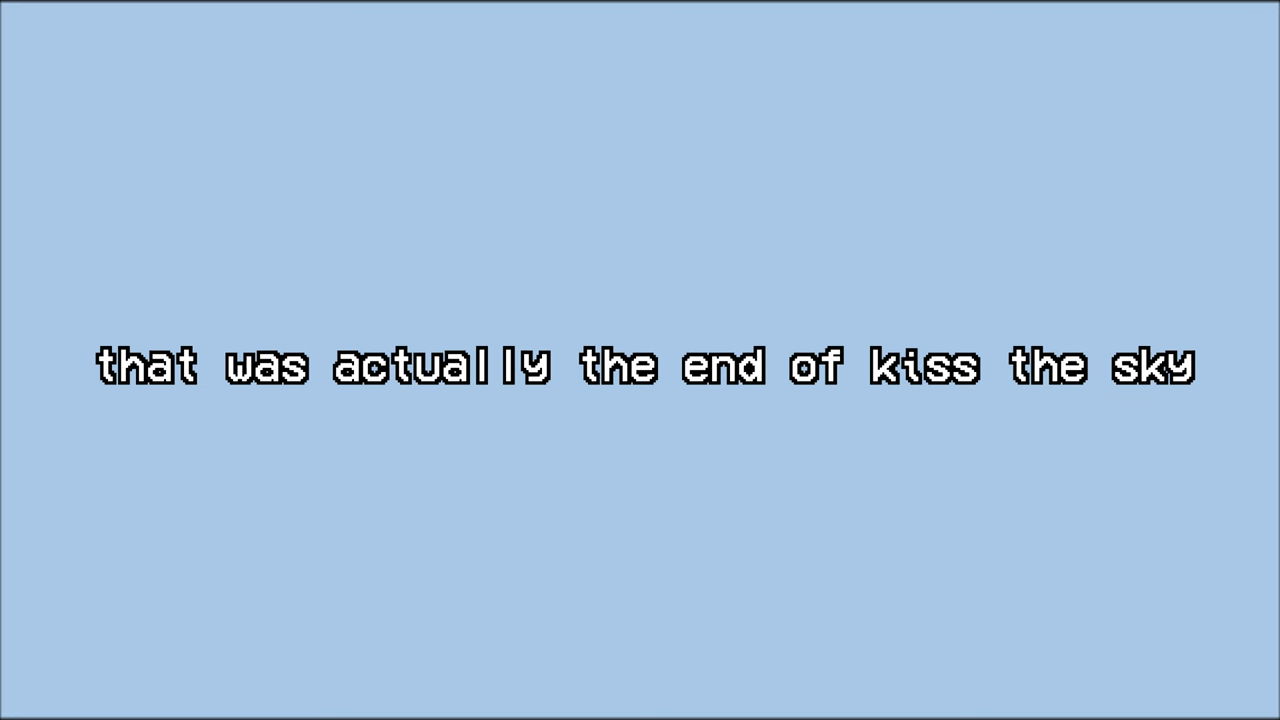 that was actually the end of kiss the sky